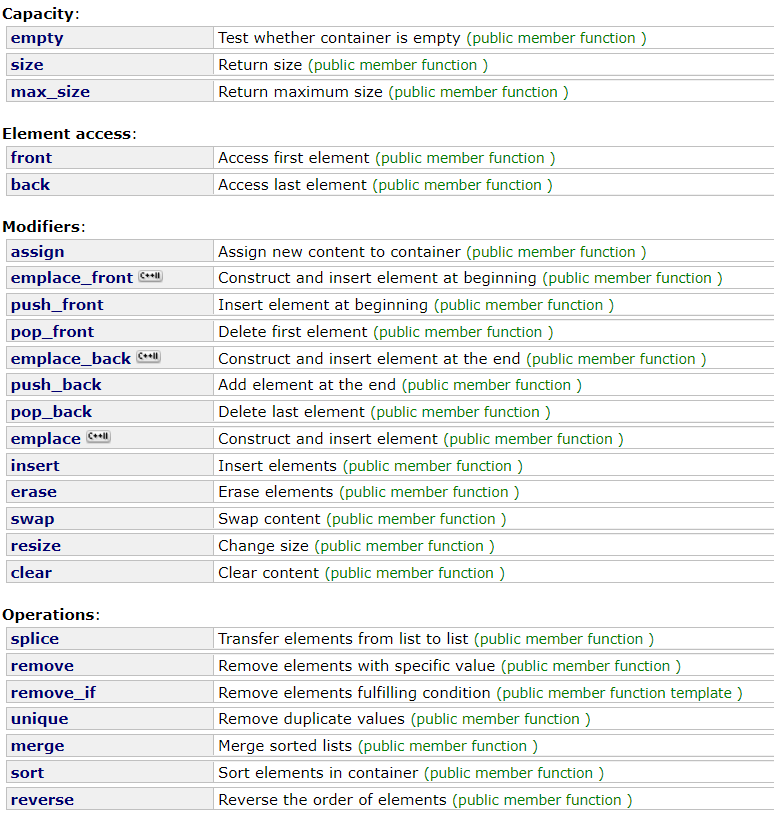 Capacity:
empty Test whether container is empty (public member function )
size Return size (public member function )
max_size Return maximum size (public member function )
Element access:
front Access first element (public member function )
back Access last element (public member function )
Modifiers:
assign Assign new content to container (public member function )
emplace_front C++11 Construct and insert element at beginning (public member function )
push_front Insert element at beginning (public member function )
pop_front Delete first element (public member function )
emplace_back C++11 Construct and insert element at the end (public member function )
push_back Add element at the end (public member function )
pop_back Delete last element (public member function )
emplace C++11 Construct and insert element (public member function )
insert Insert elements (public member function )
erase Erase elements (public member function )
swap Swap content (public member function )
resize Change size (public member function )
clear Clear content (public member function )
Operations:
splice Transfer elements from list to list (public member function )
remove Remove elements with specific value (public member function )
remove_if Remove elements fulfilling condition (public member function template )
unique Remove duplicate values (public member function )
merge Merge sorted lists (public member function )
sort Sort elements in container (public member function )
reverse Reverse the order of elements (public member function )